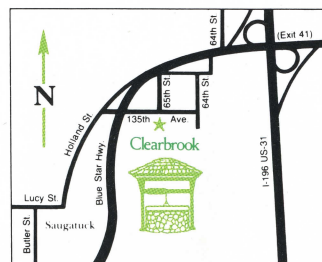 64th St.
(Exit 41)
N
Holland St.
65th St.
64th St.
135th Ave.
Clearbrook
Blue Star Hwy.
I-196 US-31
Lucy St.
Butler St
Saugatuck